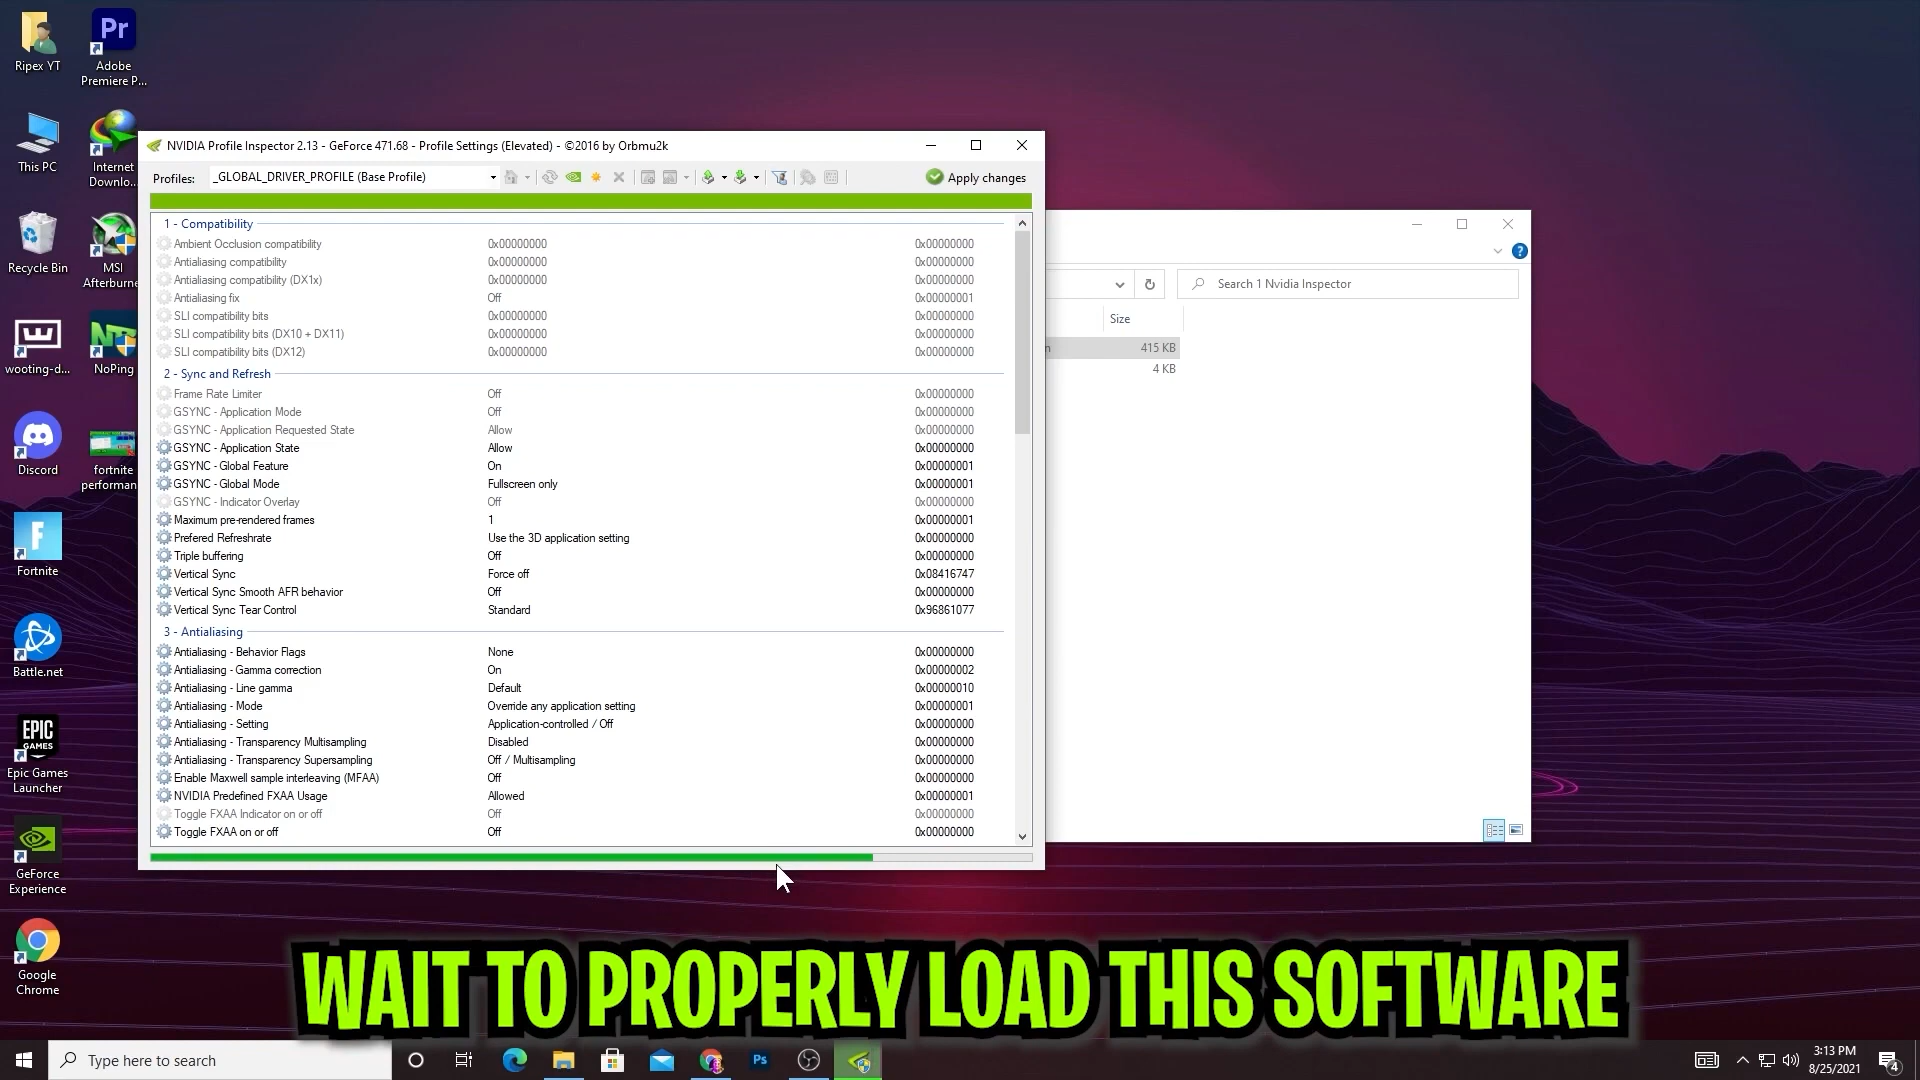 Ripex YT
Pr
Adobe
Premiere P...
This PC
Internet
Downlo...
Recycle Bin
MSI
Afterburne
wooting-d...
NoPing
Discord
fortnite
performan
Fortnite
Battle.net
EPIC
GAMES
Epic Games
Launcher
GeForce
Experience
Google
Chrome
NVIDIA Profile Inspector 2.13 - GeForce 471.68 - Profile Settings (Elevated) - ©2016 by Orbmu2k
Profiles: _GLOBAL_DRIVER_PROFILE (Base Profile) Apply changes
1 - Compatibility
Ambient Occlusion compatibility 0x00000000 0x00000000
Antialiasing compatibility 0x00000000 0x00000000
Antialiasing compatibility (DX1x) 0x00000000 0x00000000
Antialiasing fix Off 0x00000001
SLI compatibility bits 0x00000000 0x00000000
SLI compatibility bits (DX10 + DX11) 0x00000000 0x00000000
SLI compatibility bits (DX12) 0x00000000 0x00000000
2 - Sync and Refresh
Frame Rate Limiter Off 0x00000000
GSYNC - Application Mode Off 0x00000000
GSYNC - Application Requested State Allow 0x00000000
GSYNC - Application State Allow 0x00000000
GSYNC - Global Feature On 0x00000001
GSYNC - Global Mode Fullscreen only 0x00000001
GSYNC - Indicator Overlay Off 0x00000000
Maximum pre-rendered frames 1 0x00000001
Prefered Refreshrate Use the 3D application setting 0x00000000
Triple buffering Off 0x00000000
Vertical Sync Force off 0x08416747
Vertical Sync Smooth AFR behavior Off 0x00000000
Vertical Sync Tear Control Standard 0x96861077
3 - Antialiasing
Antialiasing - Behavior Flags None 0x00000000
Antialiasing - Gamma correction On 0x00000002
Antialiasing - Line gamma Default 0x00000010
Antialiasing - Mode Override any application setting 0x00000001
Antialiasing - Setting Application-controlled / Off 0x00000000
Antialiasing - Transparency Multisampling Disabled 0x00000000
Antialiasing - Transparency Supersampling Off / Multisampling 0x00000000
Enable Maxwell sample interleaving (MFAA) Off 0x00000000
NVIDIA Predefined FXAA Usage Allowed 0x00000001
Toggle FXAA Indicator on or off Off 0x00000000
Toggle FXAA on or off Off 0x00000000
Search 1 Nvidia Inspector
Size
n 415 KB
4 KB
WAIT TO PROPERLY LOAD THIS SOFTWARE
Type here to search
Ps
3:13 PM
8/25/2021
4